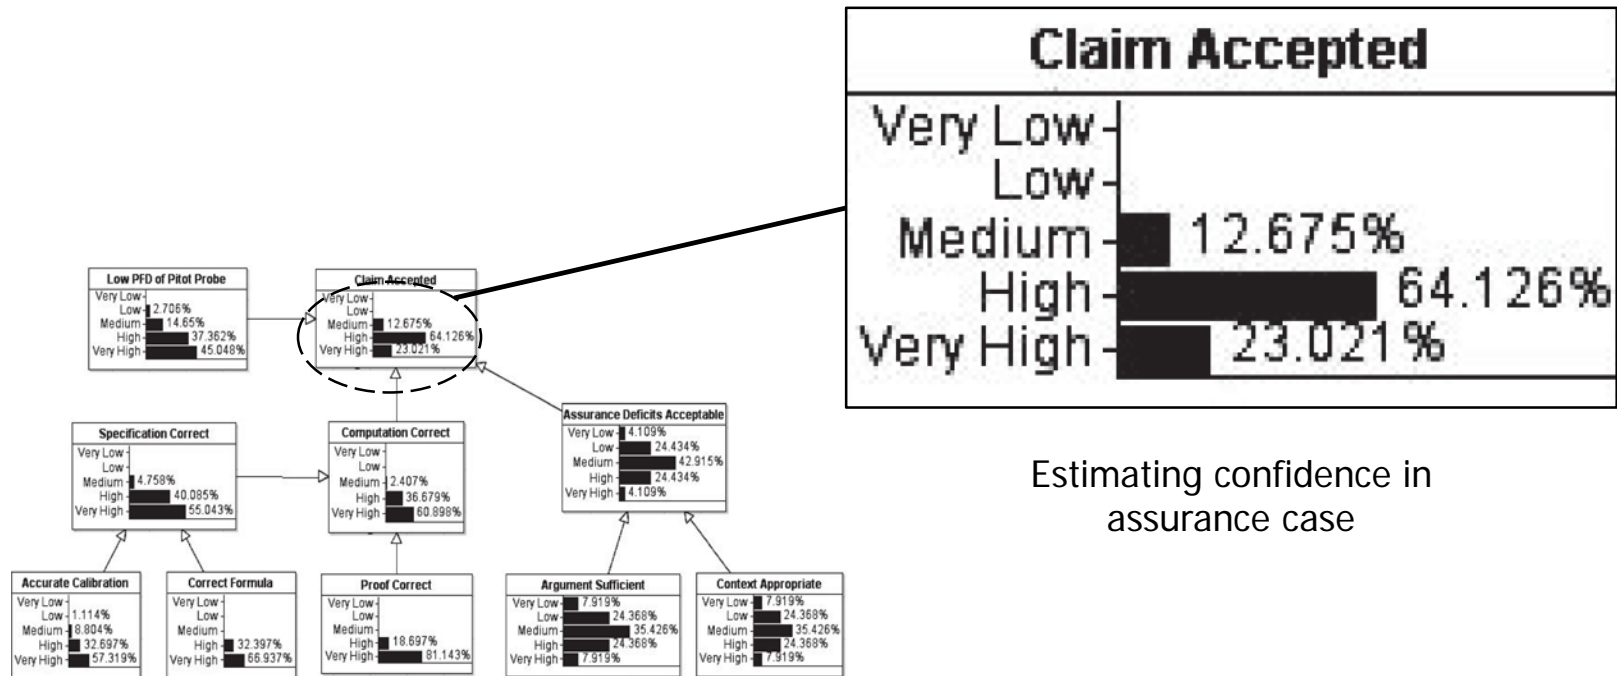 Claim Accepted
Very Low
Low
Medium 12.675%
High 64.126%
Very High 23.021%
Low PFD of Pitot Probe
Very Low
Low 2.706%
Medium 14.65%
High 37.362%
Very High 45.048%
Claim Accepted
Very Low
Low
Medium 12.675%
High 64.126%
Very High 23.021%
Specification Correct
Very Low
Low
Medium 4.758%
High 40.085%
Very High 55.043%
Computation Correct
Very Low
Low
Medium 2.407%
High 36.679%
Very High 60.898%
Assurance Deficits Acceptable
Very Low 4.109%
Low 24.434%
Medium 42.915%
High 24.434%
Very High 4.109%
Estimating confidence in
assurance case
Accurate Calibration
Very Low
Low 1.114%
Medium 8.804%
High 32.697%
Very High 57.319%
Correct Formula
Very Low
Low
Medium
High 32.397%
Very High 66.937%
Proof Correct
Very Low
Low
Medium
High 18.697%
Very High 81.143%
Argument Sufficient
Very Low 7.919%
Low 24.368%
Medium 35.426%
High 24.368%
Very High 7.919%
Context Appropriate
Very Low 7.919%
Low 24.368%
Medium 35.426%
High 24.368%
Very High 7.919%